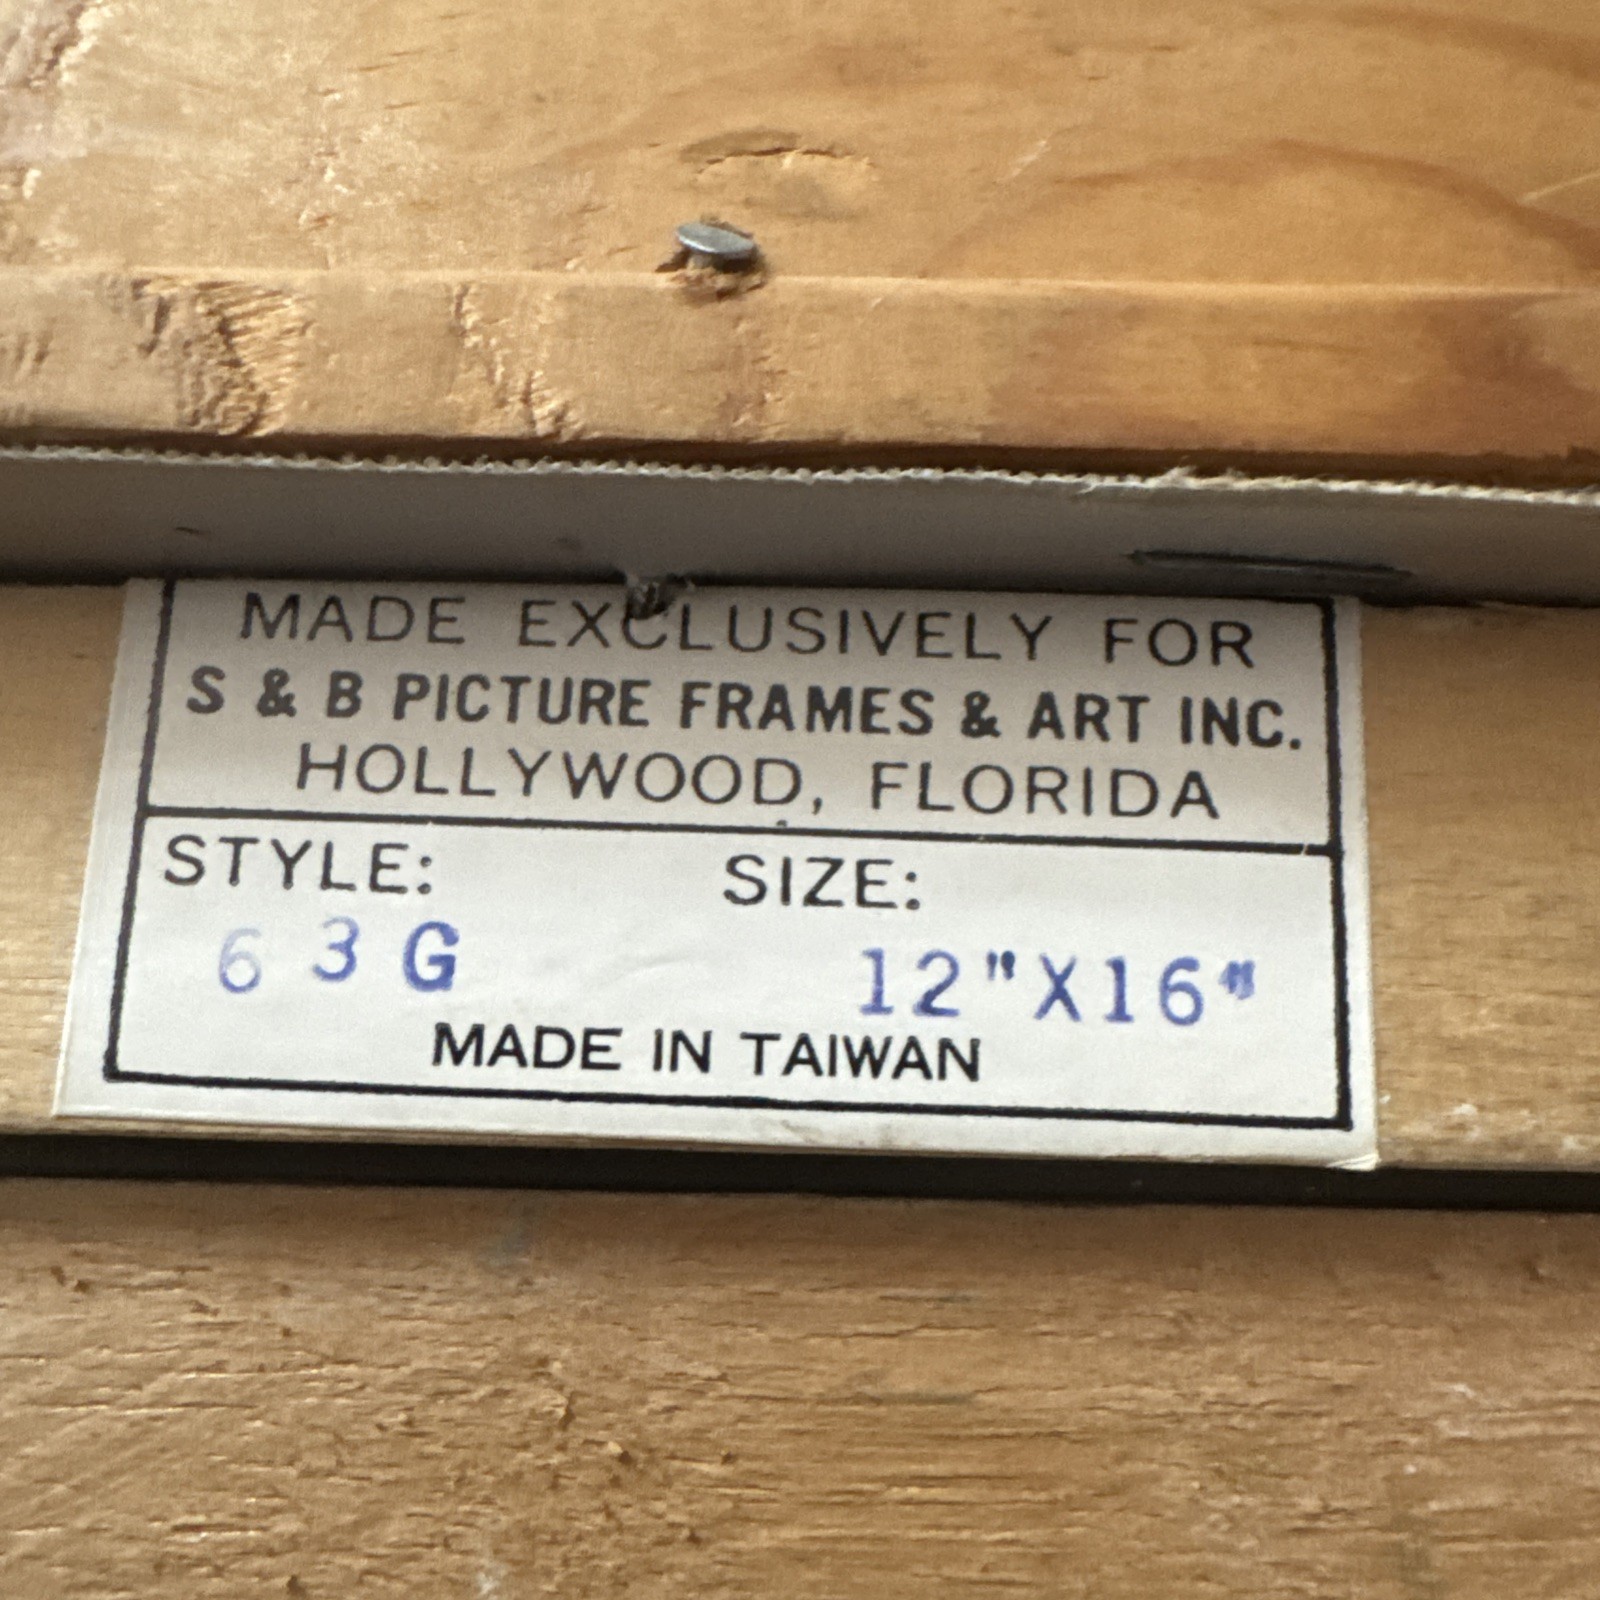 MADE EXCLUSIVELY FOR
S & B PICTURE FRAMES & ART INC.
HOLLYWOOD, FLORIDA
STYLE: SIZE:
63G 12"X16"
MADE IN TAIWAN